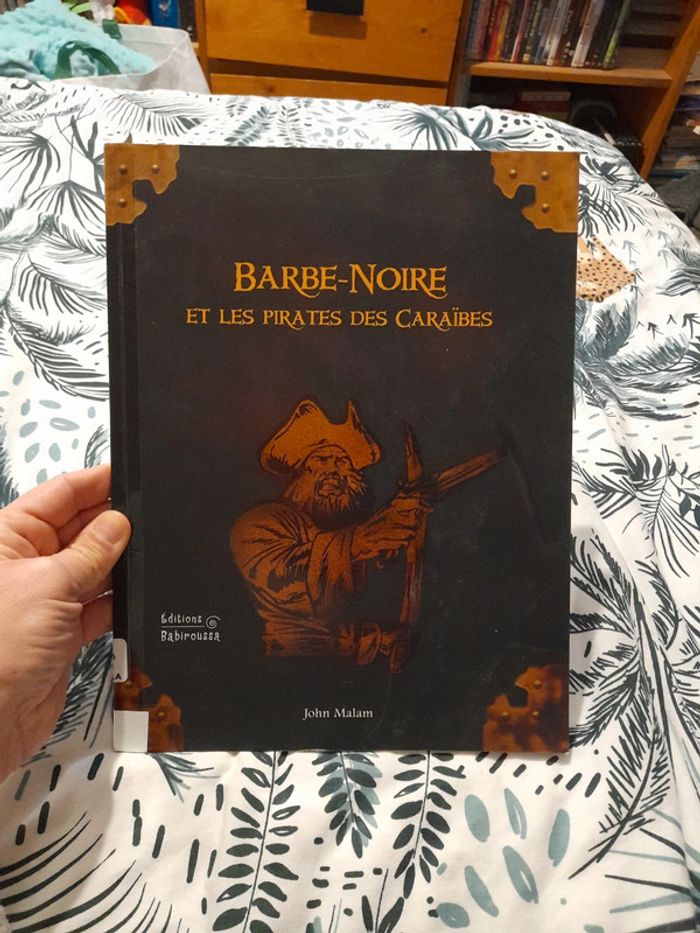 BARBE-NOIRE
ET LES PIRATES DES CARAÏBES
Éditions
Babiroussa
A
John Malam